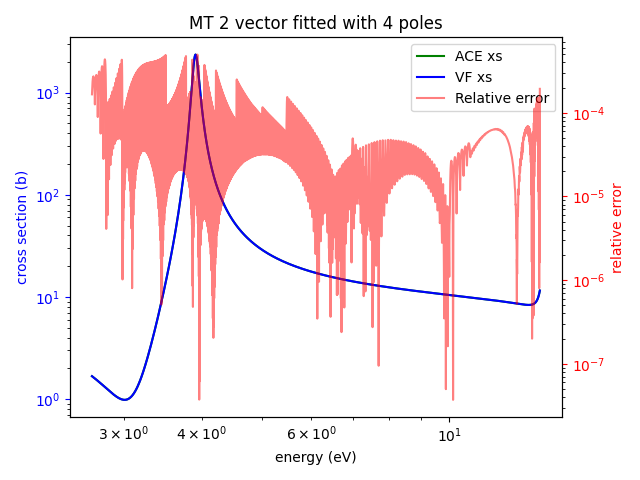 MT 2 vector fitted with 4 poles
ACE xs
VF xs
Relative error
cross section (b)
10³
10²
10¹
10⁰
relative error
10⁻⁴
10⁻⁵
10⁻⁶
10⁻⁷
3 × 10⁰ 4 × 10⁰ 6 × 10⁰ 10¹
energy (eV)